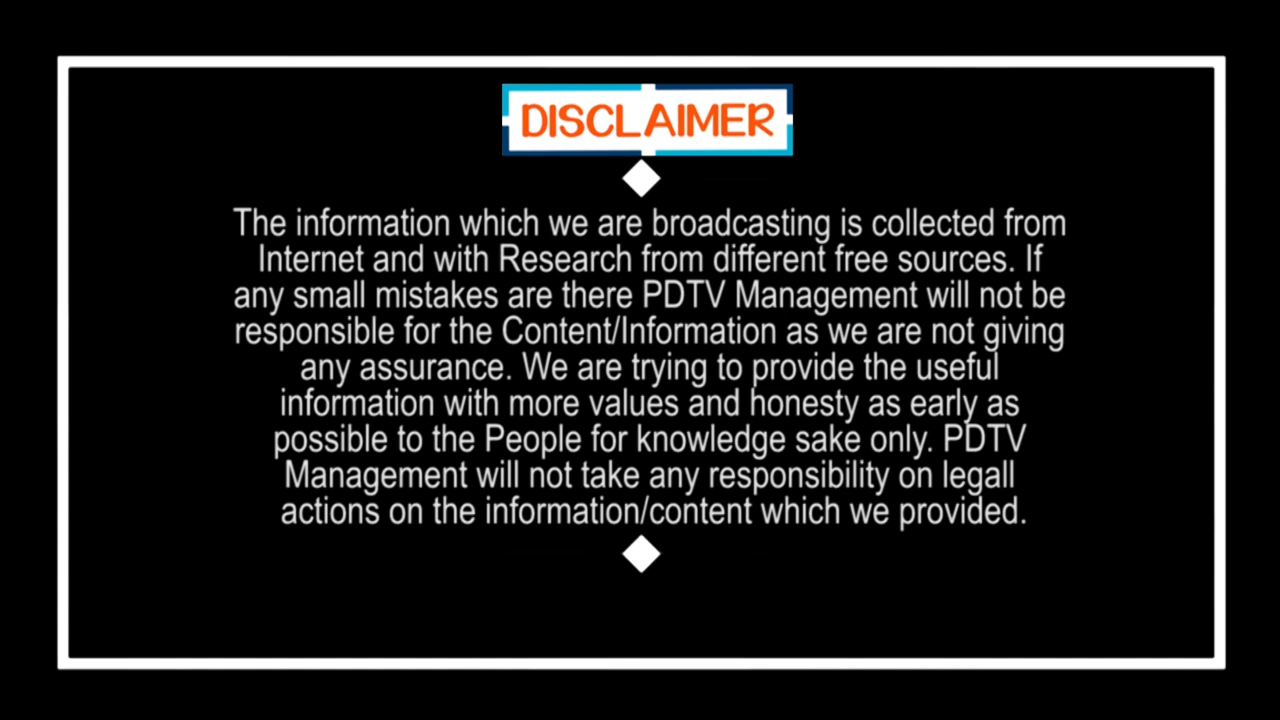 DISCLAIMER
The information which we are broadcasting is collected from
Internet and with Research from different free sources. If
any small mistakes are there PDTV Management will not be
responsible for the Content/Information as we are not giving
any assurance. We are trying to provide the useful
information with more values and honesty as early as
possible to the People for knowledge sake only. PDTV
Management will not take any responsibility on legall
actions on the information/content which we provided.